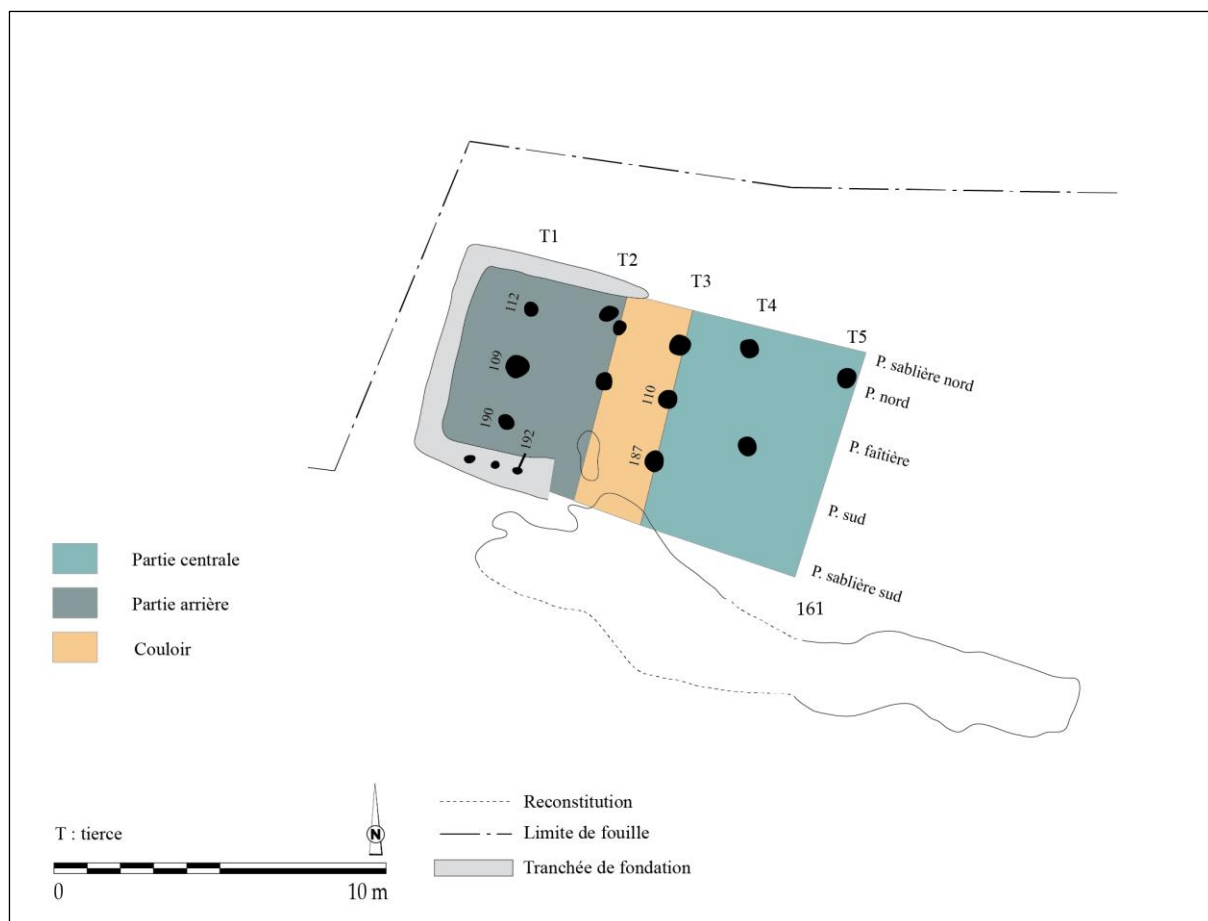 T1
T2
T3
T4
T5
P. sablière nord
P. nord
P. faîtière
P. sud
P. sablière sud
112
109
190
192
110
187
161
Partie centrale
Partie arrière
Couloir
T : tierce
0
10 m
N
Reconstitution
Limite de fouille
Tranchée de fondation